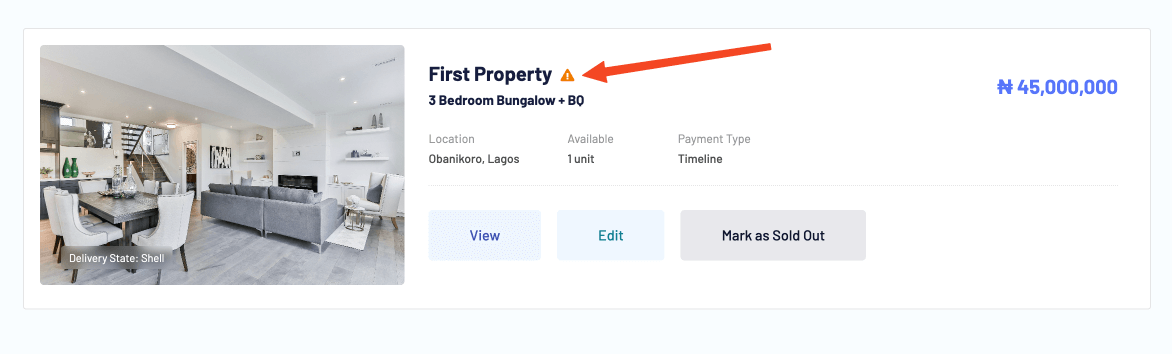 First Property
₦ 45,000,000
3 Bedroom Bungalow + BQ
Location Available Payment Type
Obanikoro, Lagos 1 unit Timeline
View Edit Mark as Sold Out
Delivery State: Shell